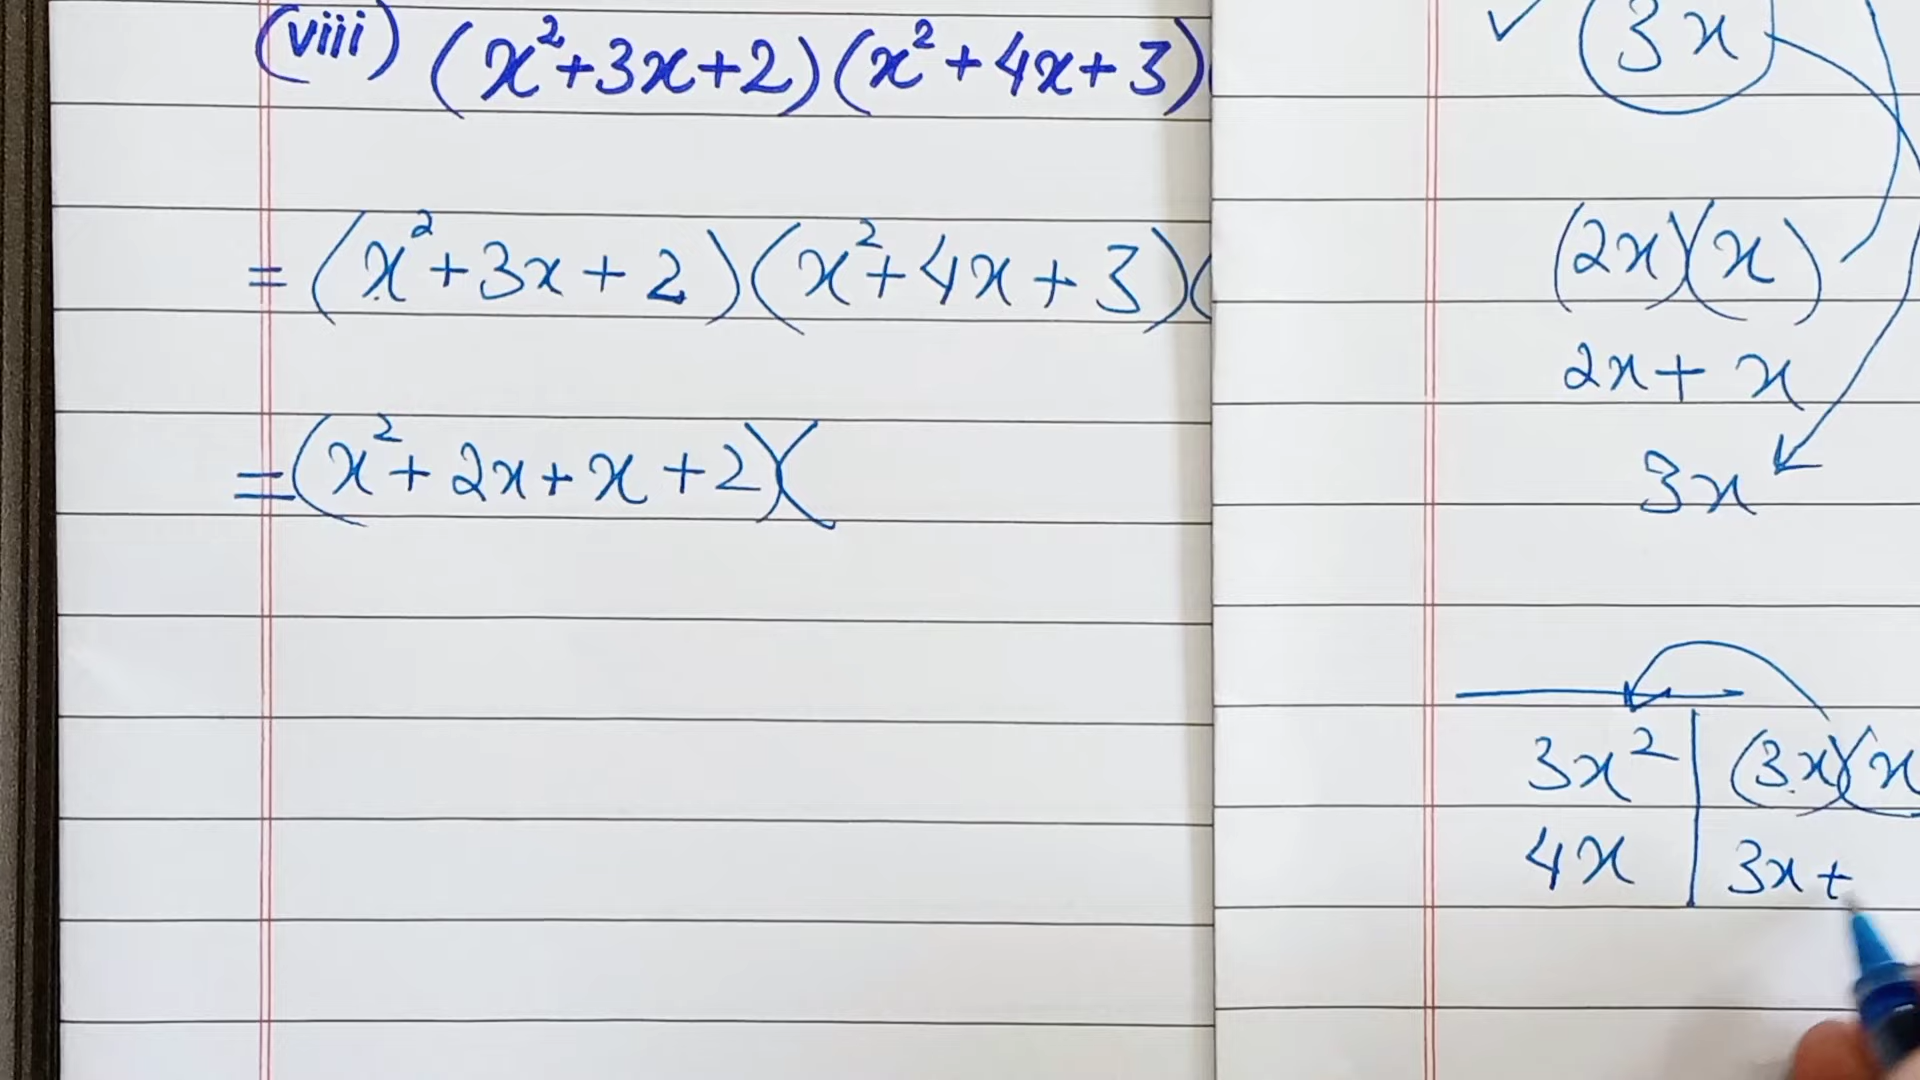 (viii) (x²+3x+2)(x²+4x+3)(
= (x²+3x+2)(x²+4x+3)(
=(x²+2x+x+2)(
✓ 3x
(2x)(x)
2x+x
3x
3x² | (3x)(x
4x | 3x+